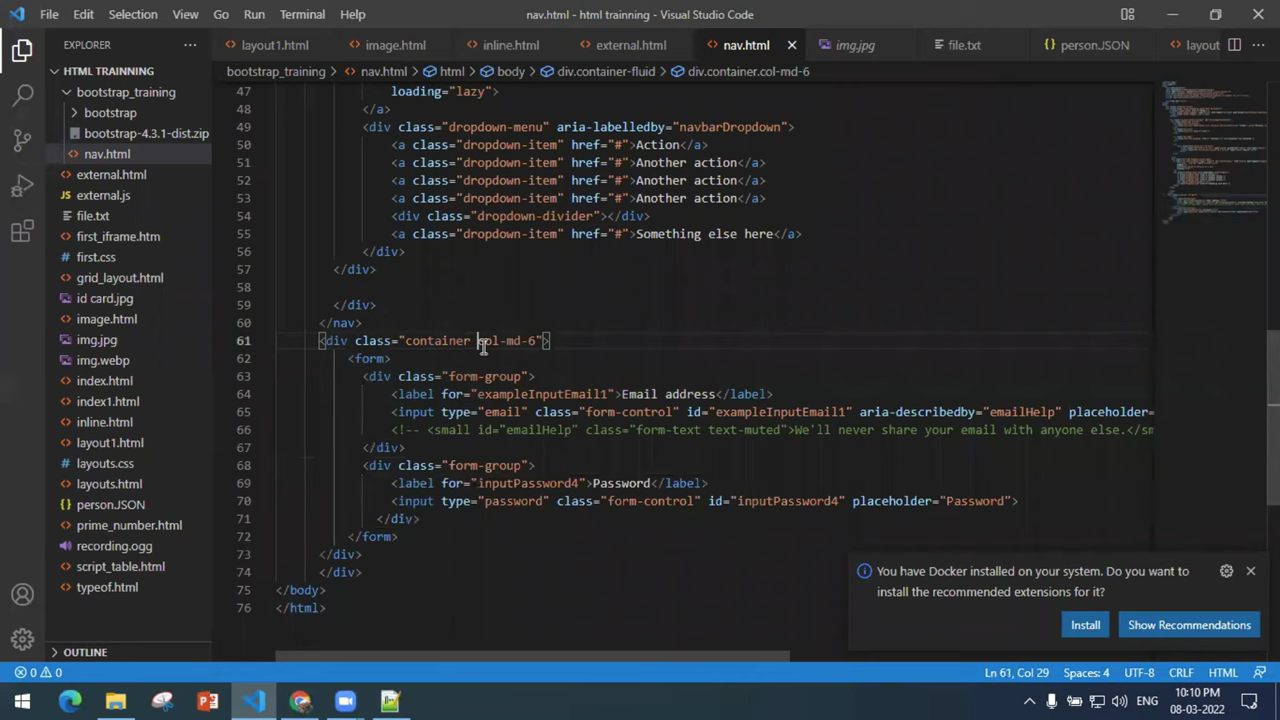 File Edit Selection View Go Run Terminal Help nav.html - html trainning - Visual Studio Code
EXPLORER layout1.html image.html inline.html external.html nav.html img.jpg file.txt person.JSON layout
HTML TRAINNING
bootstrap_training > nav.html > html > body > div.container-fluid > div.container.col-md-6
bootstrap_training
bootstrap
bootstrap-4.3.1-dist.zip
nav.html
external.html
external.js
file.txt
first_iframe.htm
first.css
grid_layout.html
id card.jpg
image.html
img.jpg
img.webp
index.html
index1.html
inline.html
layout1.html
layouts.css
layouts.html
person.JSON
prime_number.html
recording.ogg
script_table.html
typeof.html
OUTLINE
47 loading="lazy">
48 </a>
49 <div class="dropdown-menu" aria-labelledby="navbarDropdown">
50 <a class="dropdown-item" href="#">Action</a>
51 <a class="dropdown-item" href="#">Another action</a>
52 <a class="dropdown-item" href="#">Another action</a>
53 <a class="dropdown-item" href="#">Another action</a>
54 <div class="dropdown-divider"></div>
55 <a class="dropdown-item" href="#">Something else here</a>
56 </div>
57 </div>
58
59 </div>
60 </nav>
61 <div class="container col-md-6">
62 <form>
63 <div class="form-group">
64 <label for="exampleInputEmail1">Email address</label>
65 <input type="email" class="form-control" id="exampleInputEmail1" aria-describedby="emailHelp" placeholder=
66 <!-- <small id="emailHelp" class="form-text text-muted">We'll never share your email with anyone else.</sm
67 </div>
68 <div class="form-group">
69 <label for="inputPassword4">Password</label>
70 <input type="password" class="form-control" id="inputPassword4" placeholder="Password">
71 </div>
72 </form>
73 </div>
74 </div>
75 </body>
76 </html>
You have Docker installed on your system. Do you want to
install the recommended extensions for it?
Install Show Recommendations
0 0 Ln 61, Col 29 Spaces: 4 UTF-8 CRLF HTML
ENG 10:10 PM
08-03-2022